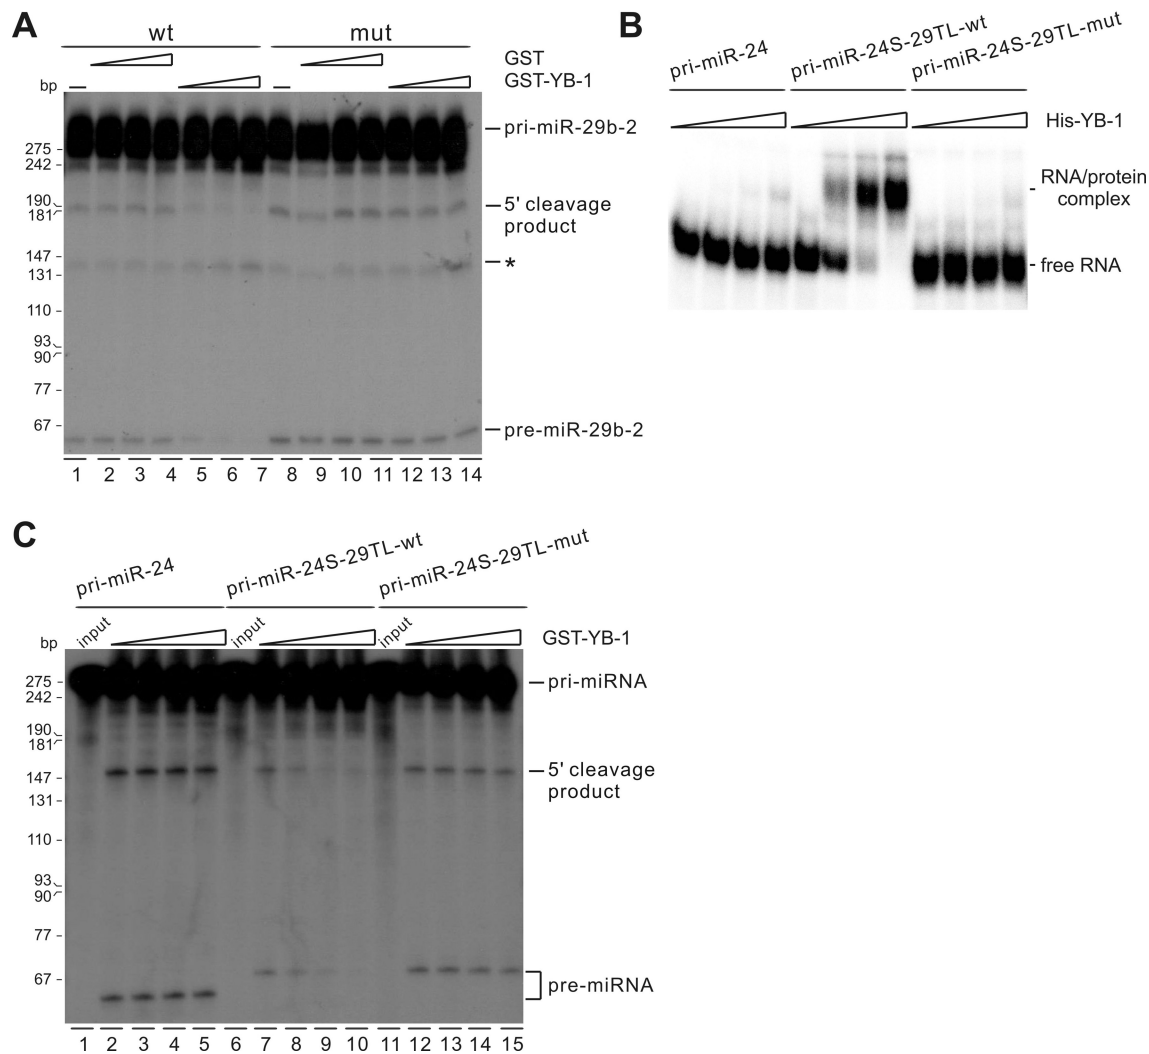 A
wt
mut
GST
GST-YB-1
bp
275
242
190
181
147
131
110
93
90
77
67
pri-miR-29b-2
5' cleavage
product
*
pre-miR-29b-2
1 2 3 4 5 6 7 8 9 10 11 12 13 14
B
pri-miR-24
pri-miR-24S-29TL-wt
pri-miR-24S-29TL-mut
His-YB-1
RNA/protein
complex
free RNA
C
pri-miR-24
pri-miR-24S-29TL-wt
pri-miR-24S-29TL-mut
input
input
input
GST-YB-1
bp
275
242
190
181
147
131
110
93
90
77
67
pri-miRNA
5' cleavage
product
pre-miRNA
1 2 3 4 5 6 7 8 9 10 11 12 13 14 15